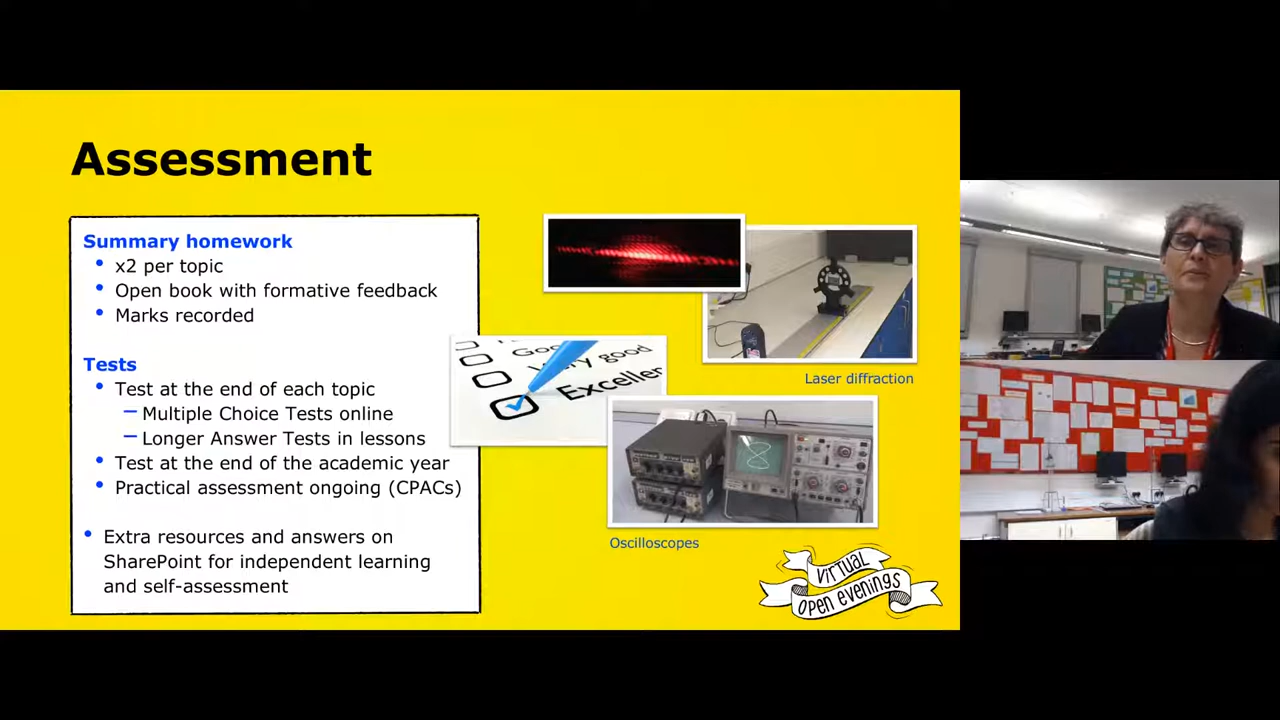 Assessment
Summary homework
• x2 per topic
• Open book with formative feedback
• Marks recorded
Tests
• Test at the end of each topic
– Multiple Choice Tests online
– Longer Answer Tests in lessons
• Test at the end of the academic year
• Practical assessment ongoing (CPACs)
• Extra resources and answers on
SharePoint for independent learning
and self-assessment
Very good
Laser diffraction
Oscilloscopes
virtual
open evenings